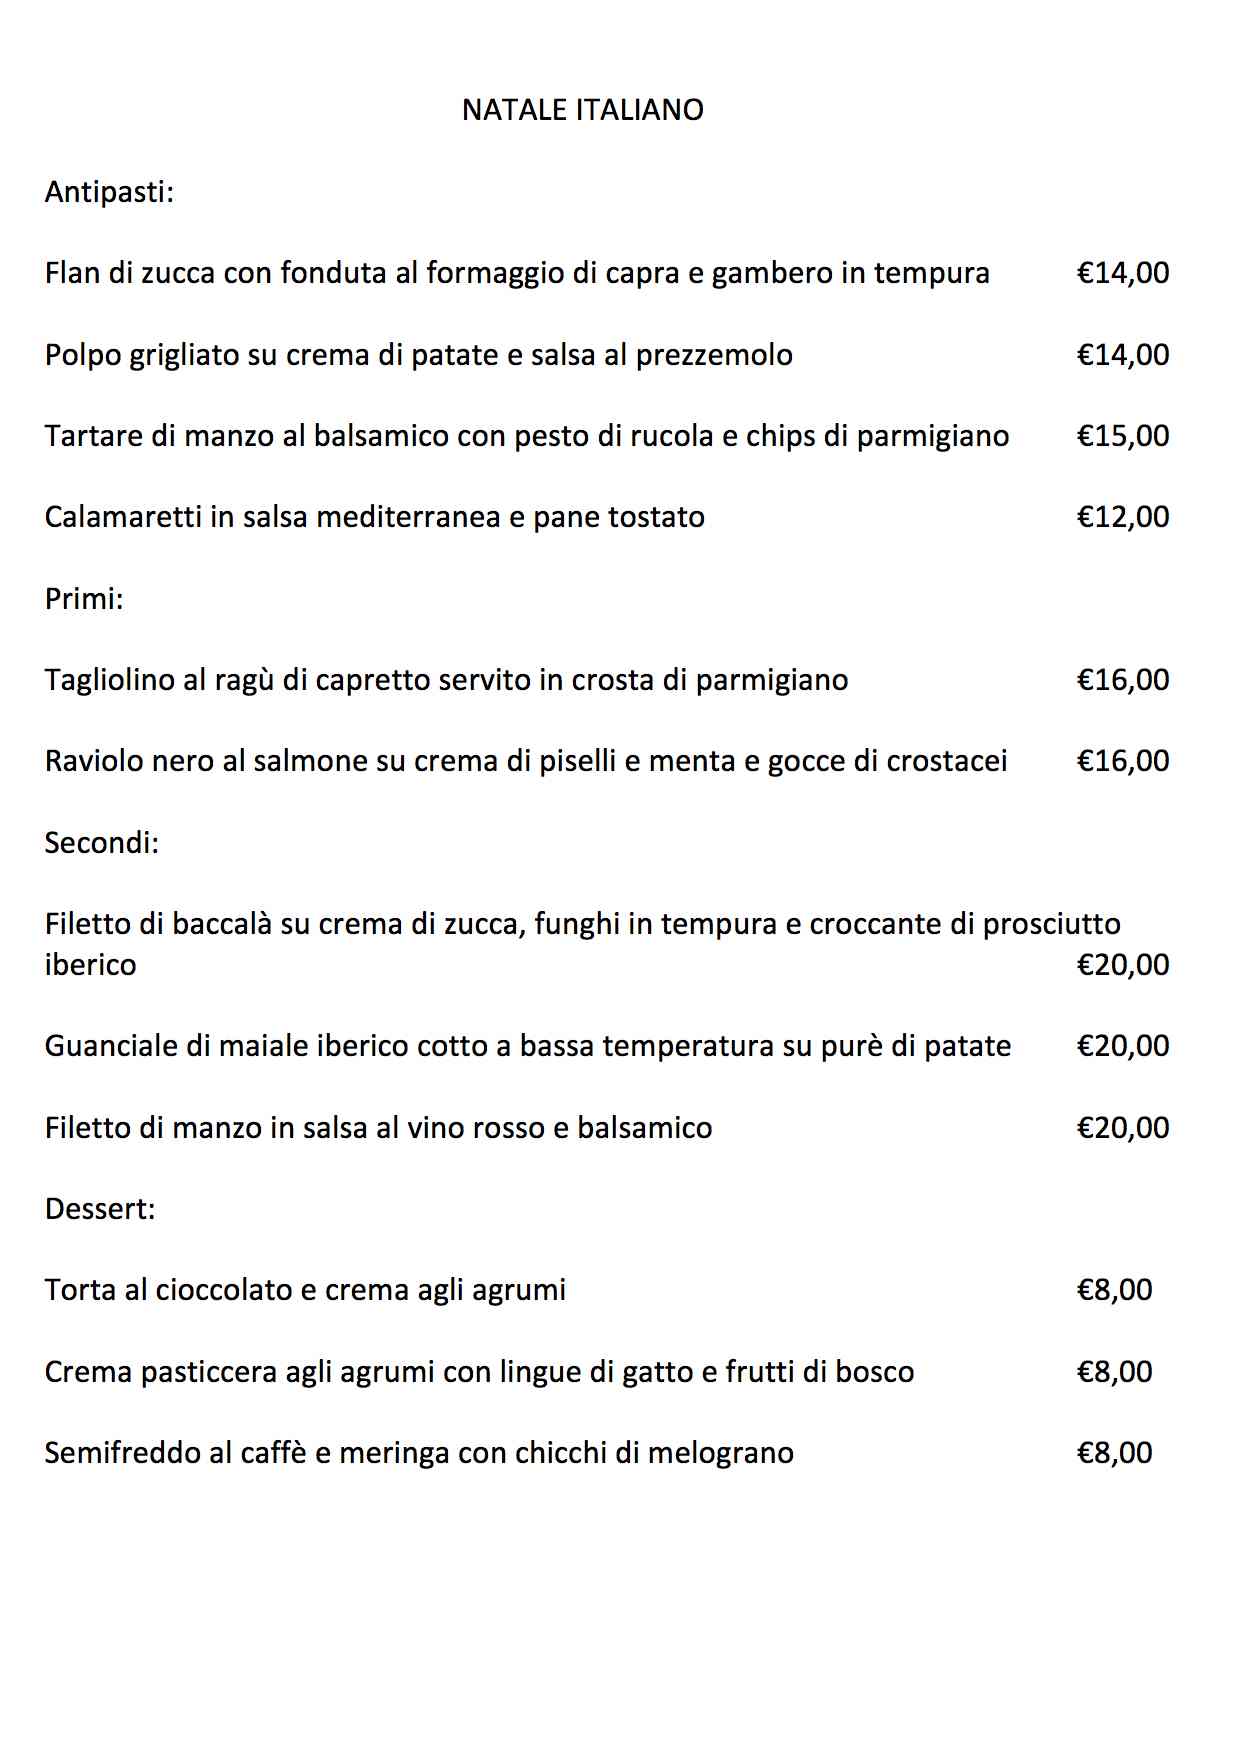 NATALE ITALIANO
Antipasti:
Flan di zucca con fonduta al formaggio di capra e gambero in tempura €14,00
Polpo grigliato su crema di patate e salsa al prezzemolo €14,00
Tartare di manzo al balsamico con pesto di rucola e chips di parmigiano €15,00
Calamaretti in salsa mediterranea e pane tostato €12,00
Primi:
Tagliolino al ragù di capretto servito in crosta di parmigiano €16,00
Raviolo nero al salmone su crema di piselli e menta e gocce di crostacei €16,00
Secondi:
Filetto di baccalà su crema di zucca, funghi in tempura e croccante di prosciutto
iberico €20,00
Guanciale di maiale iberico cotto a bassa temperatura su purè di patate €20,00
Filetto di manzo in salsa al vino rosso e balsamico €20,00
Dessert:
Torta al cioccolato e crema agli agrumi €8,00
Crema pasticcera agli agrumi con lingue di gatto e frutti di bosco €8,00
Semifreddo al caffè e meringa con chicchi di melograno €8,00